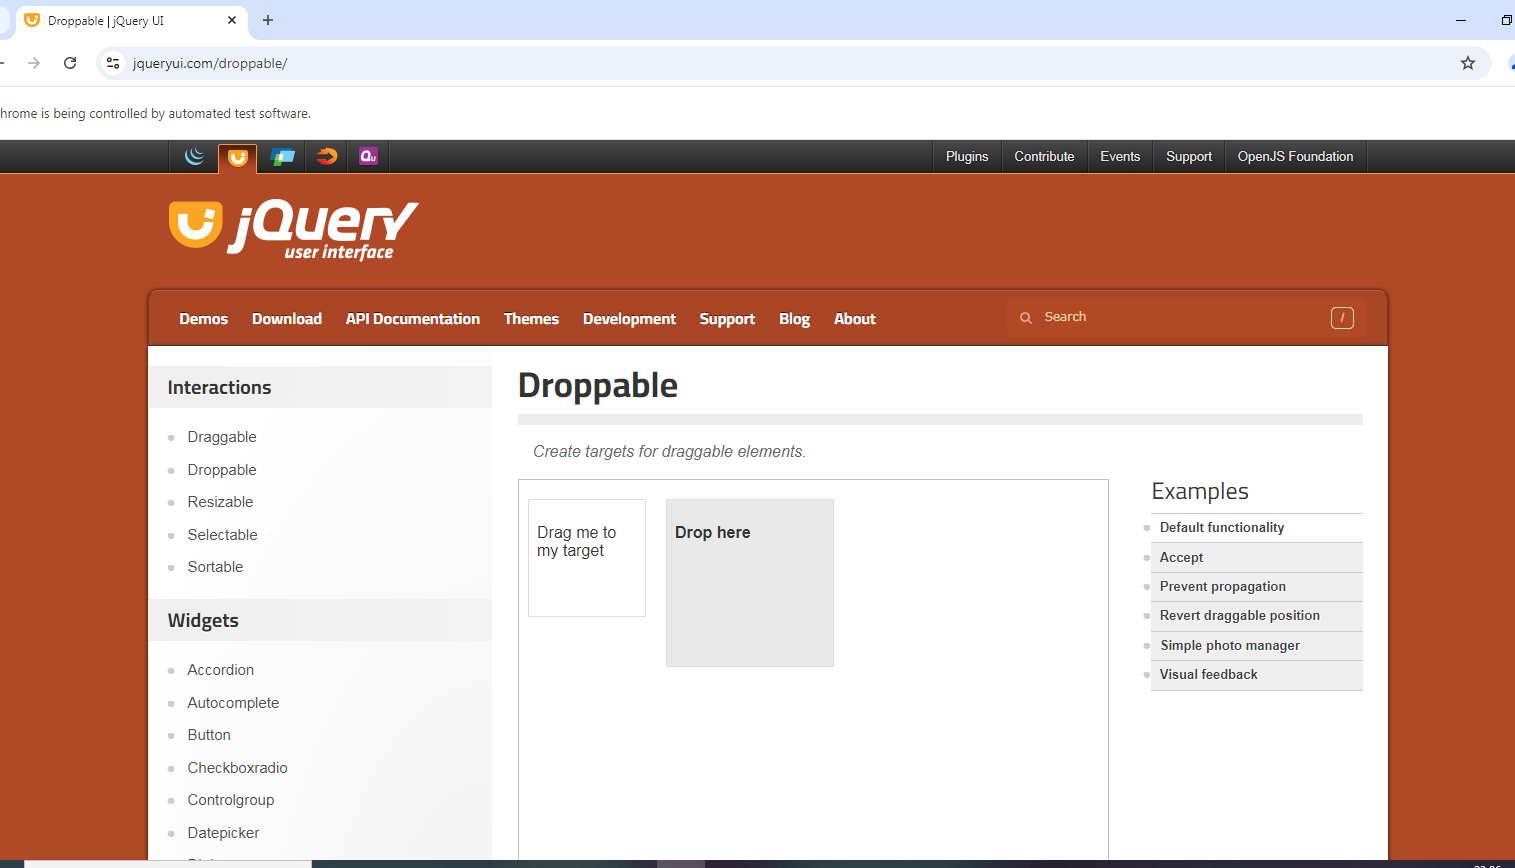 Droppable | jQuery UI
jqueryui.com/droppable/
hrome is being controlled by automated test software.
Qu
Plugins
Contribute
Events
Support
OpenJS Foundation
jQuery
user interface
Demos
Download
API Documentation
Themes
Development
Support
Blog
About
Search
/
Interactions
Draggable
Droppable
Resizable
Selectable
Sortable
Widgets
Accordion
Autocomplete
Button
Checkboxradio
Controlgroup
Datepicker
Droppable
Create targets for draggable elements.
Drag me to
my target
Drop here
Examples
Default functionality
Accept
Prevent propagation
Revert draggable position
Simple photo manager
Visual feedback